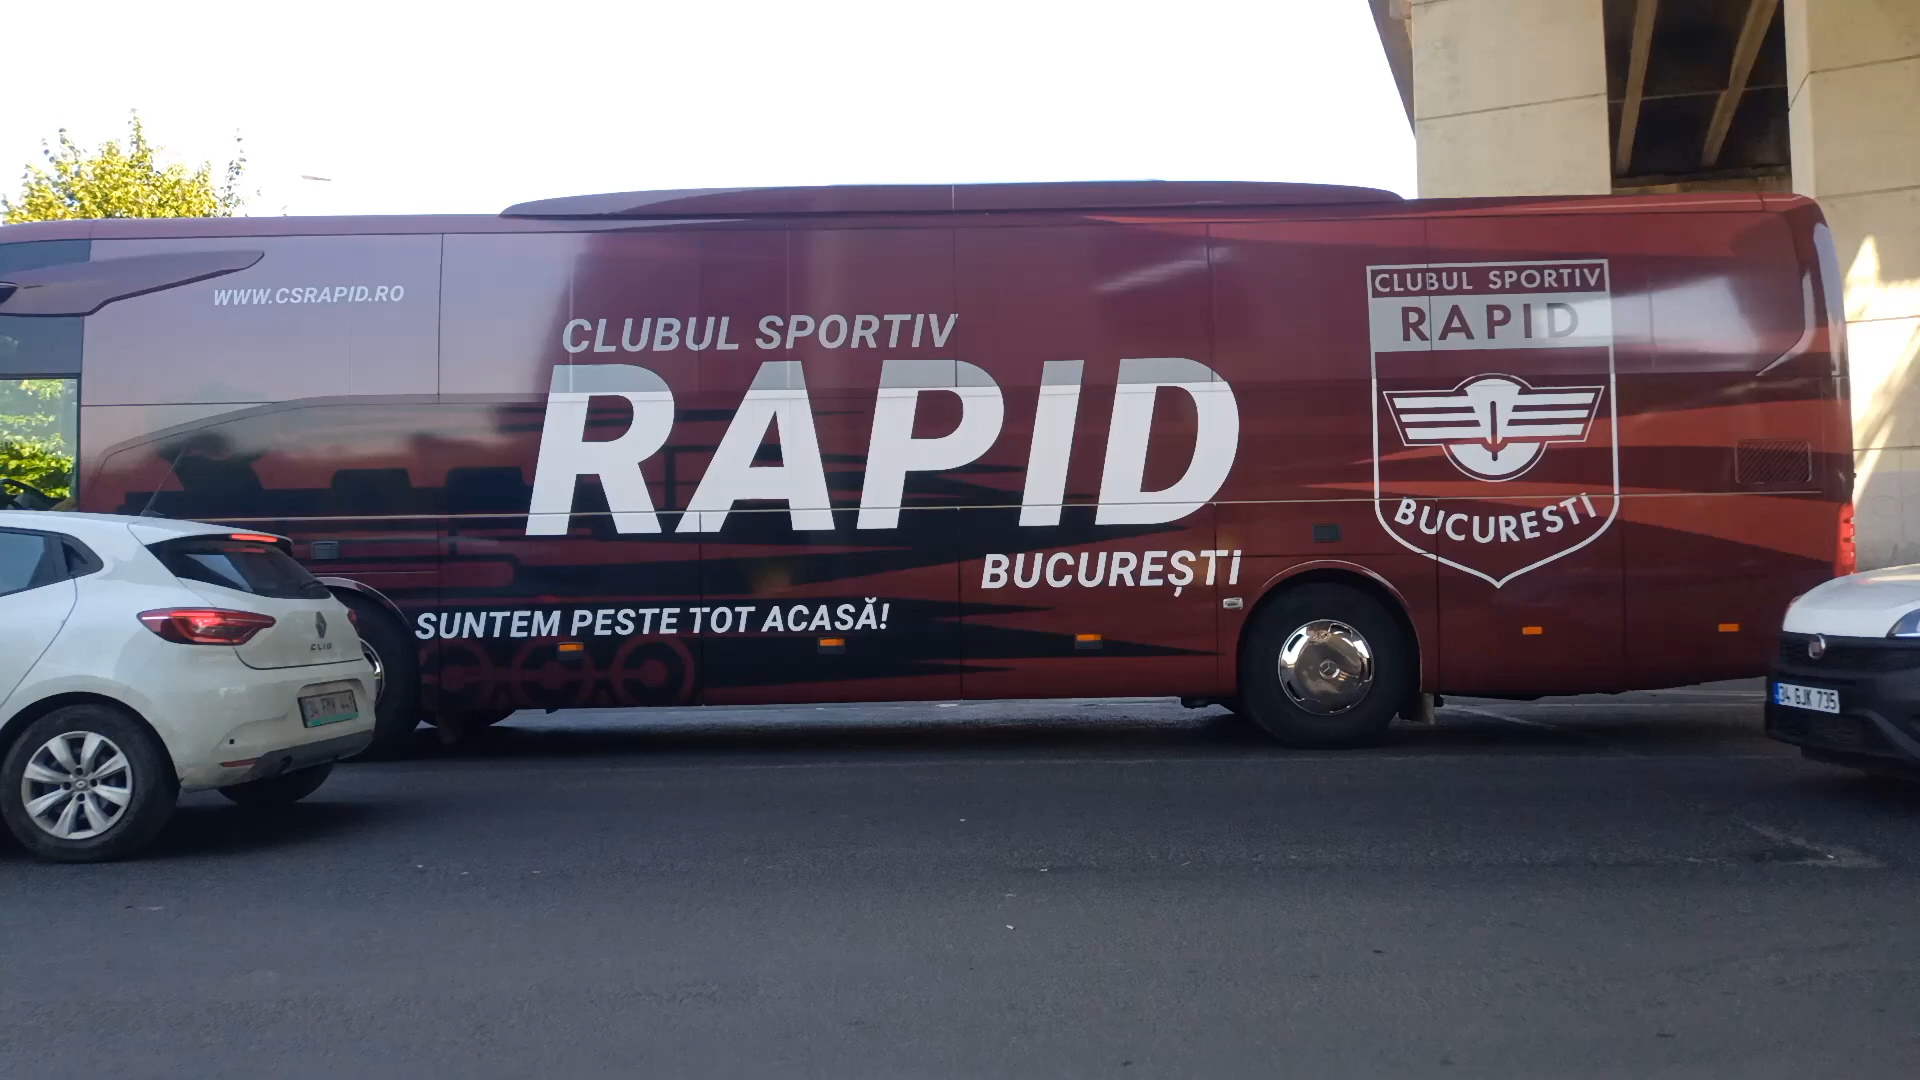 WWW.CSRAPID.RO
CLUBUL SPORTIV
RAPID
BUCUREȘTI
SUNTEM PESTE TOT ACASĂ!
CLUBUL SPORTIV
RAPID
BUCURESTI
CLIO
34 GJK 735